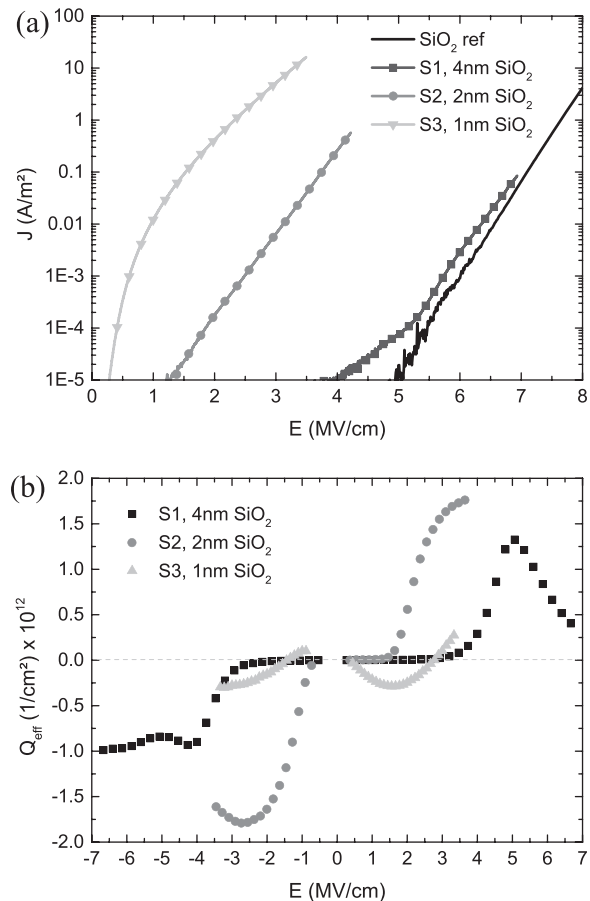 (a)
100
10
1
0.1
0.01
1E-3
1E-4
1E-5
J (A/m²)
SiO₂ ref
S1, 4nm SiO₂
S2, 2nm SiO₂
S3, 1nm SiO₂
0 1 2 3 4 5 6 7 8
E (MV/cm)
(b)
2.0
1.5
1.0
0.5
0.0
-0.5
-1.0
-1.5
-2.0
Q_eff (1/cm²) x 10¹²
S1, 4nm SiO₂
S2, 2nm SiO₂
S3, 1nm SiO₂
-7 -6 -5 -4 -3 -2 -1 0 1 2 3 4 5 6 7
E (MV/cm)